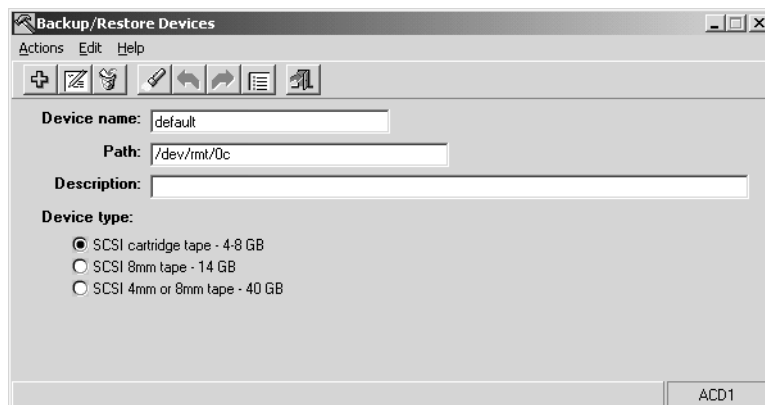 Backup/Restore Devices
Actions Edit Help
Device name: default
Path: /dev/rmt/0c
Description:
Device type:
SCSI cartridge tape - 4-8 GB
SCSI 8mm tape - 14 GB
SCSI 4mm or 8mm tape - 40 GB
ACD1